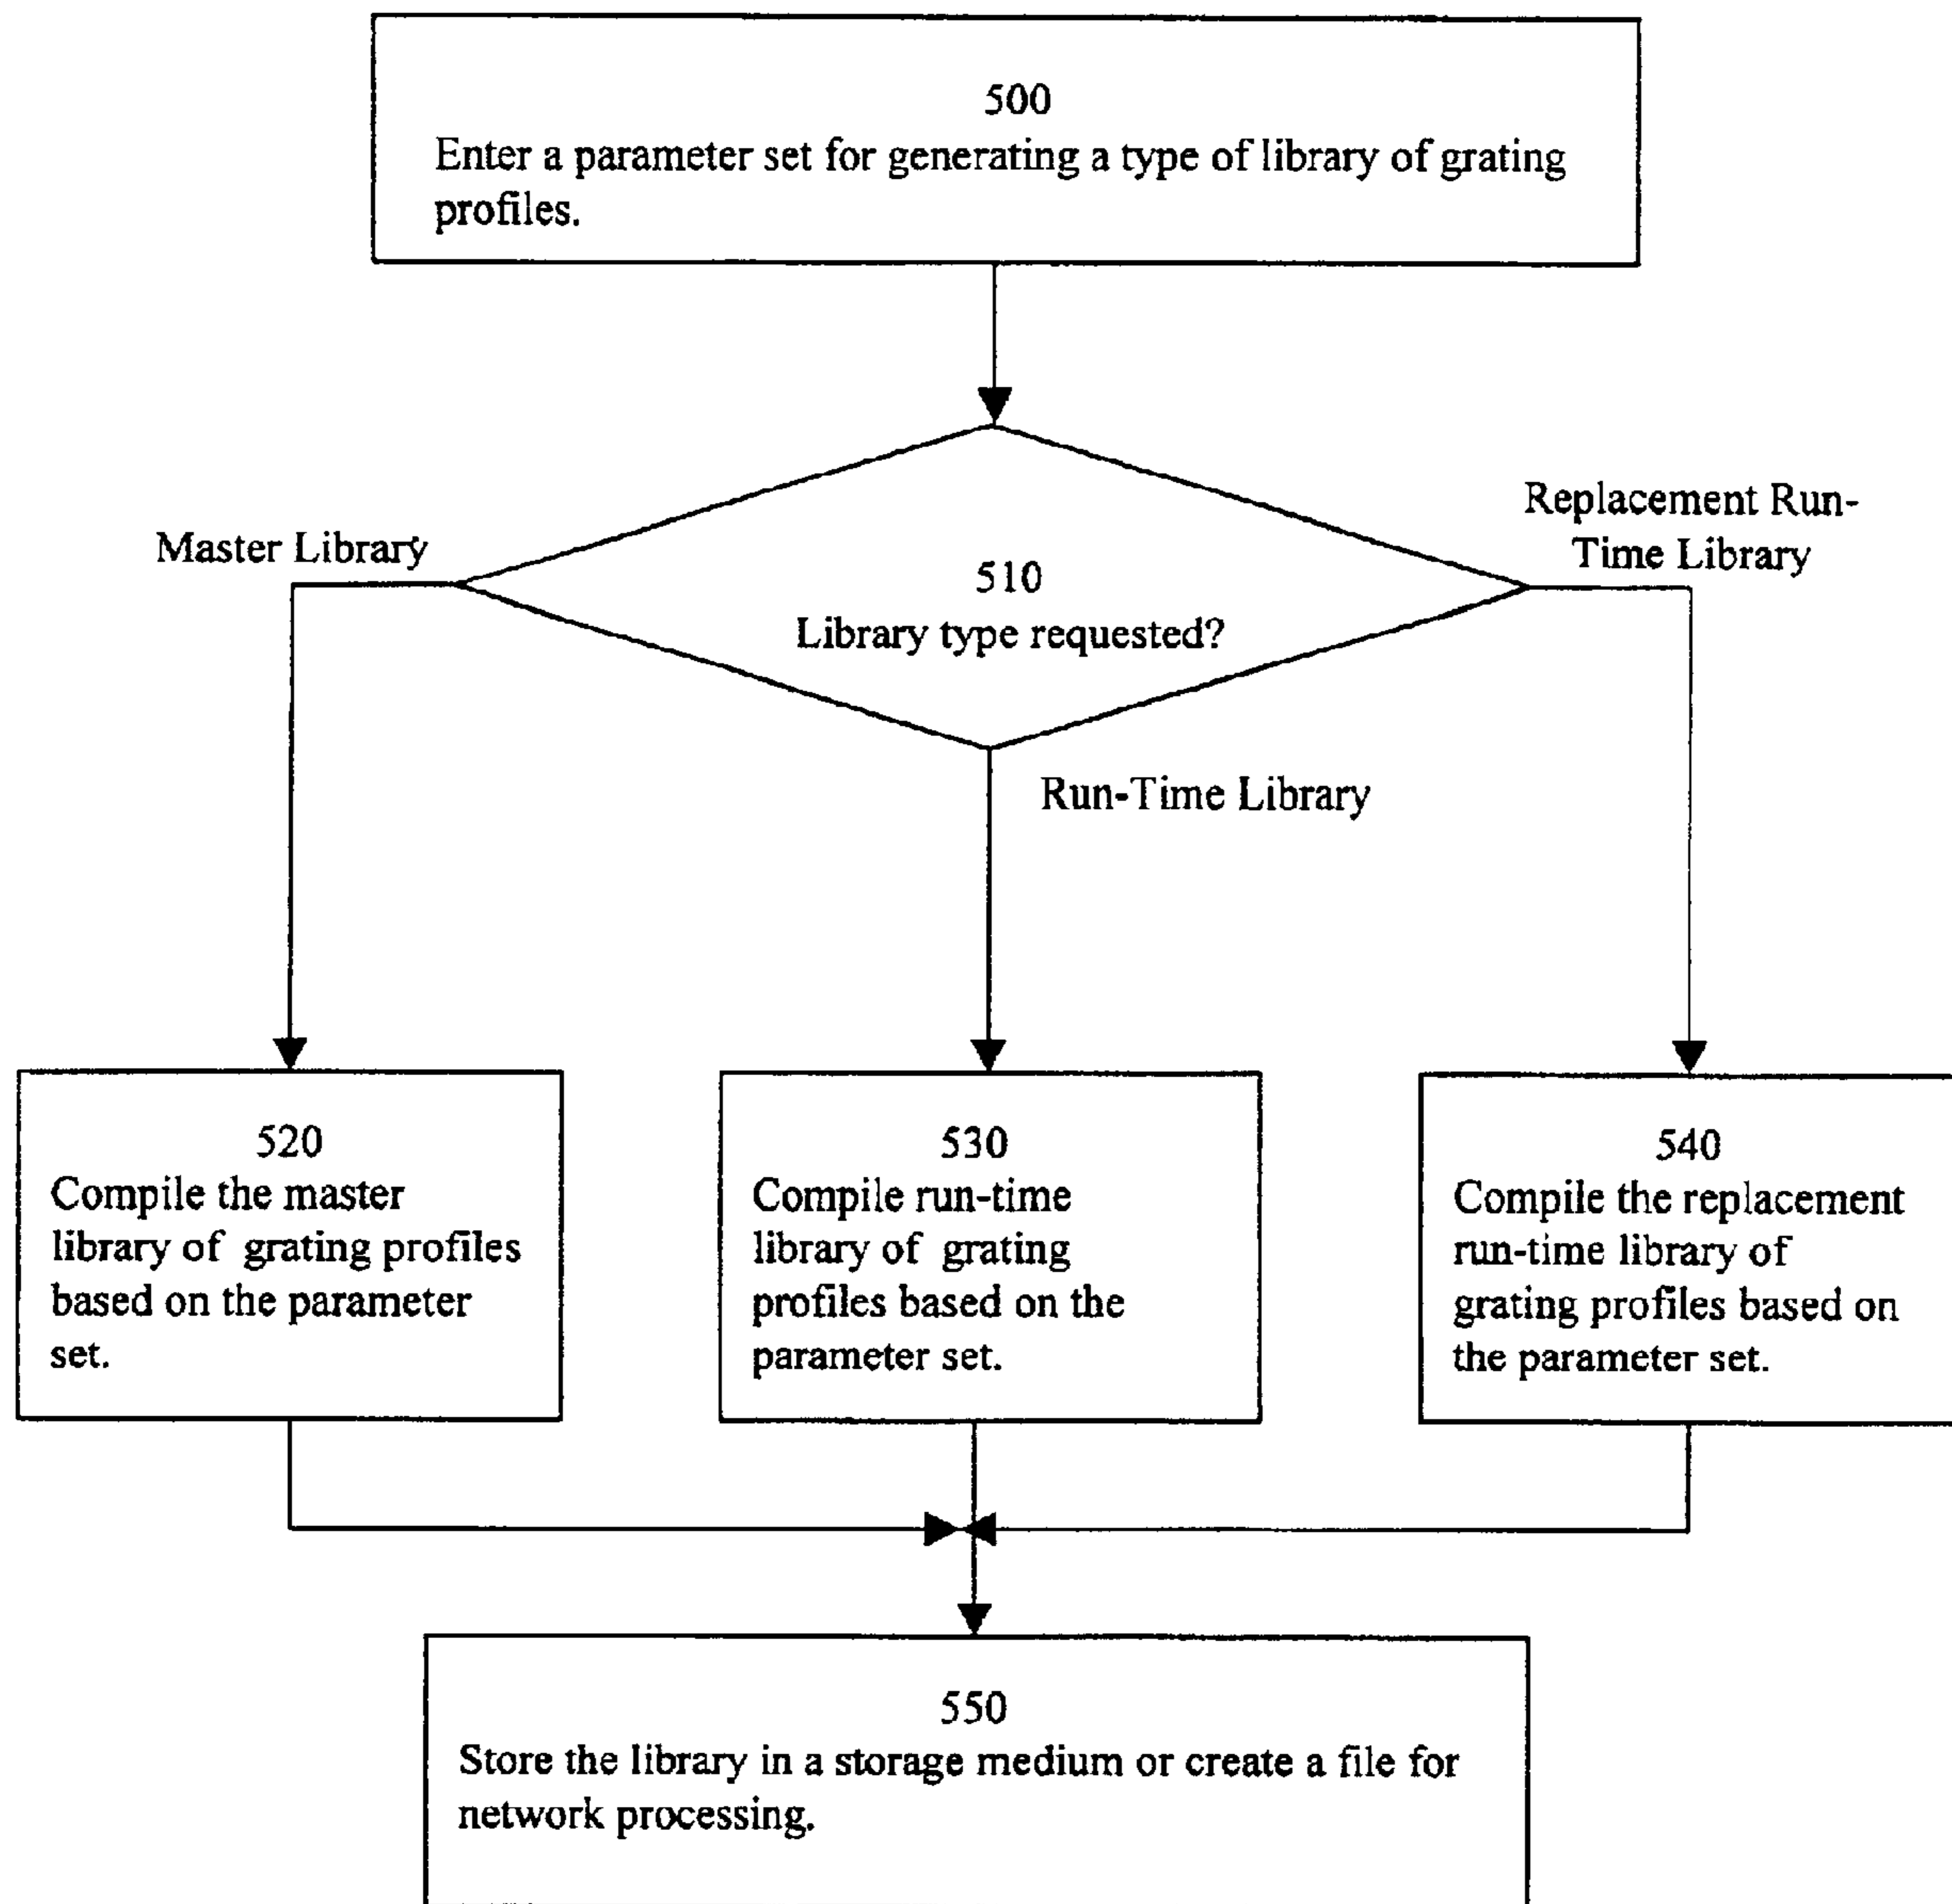 500
Enter a parameter set for generating a type of library of grating
profiles.
Master Library
Replacement Run-
Time Library
510
Library type requested?
Run-Time Library
520
Compile the master
library of grating profiles
based on the parameter
set.
530
Compile run-time
library of grating
profiles based on the
parameter set.
540
Compile the replacement
run-time library of
grating profiles based on
the parameter set.
550
Store the library in a storage medium or create a file for
network processing.